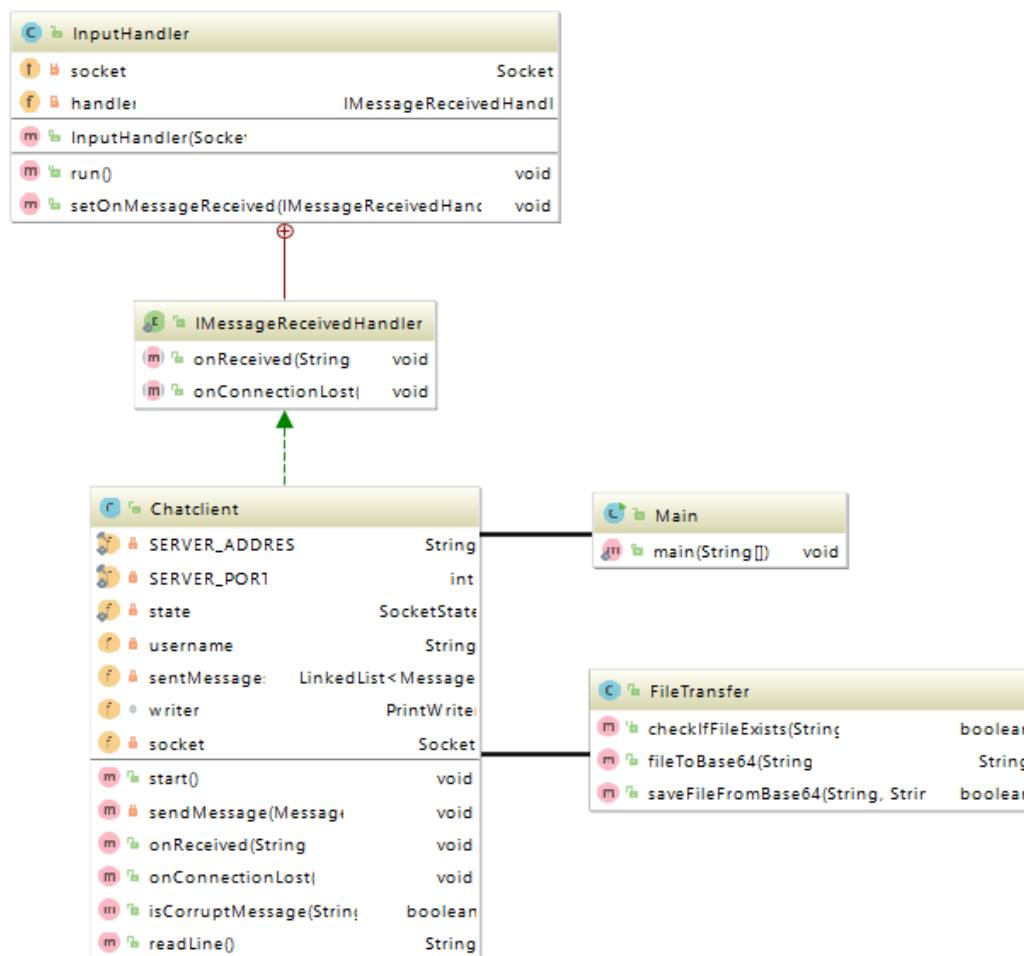 InputHandler
socket Socket
handler IMessageReceivedHandl
InputHandler(Socket
run() void
setOnMessageReceived(IMessageReceivedHand void
IMessageReceivedHandler
onReceived(String void
onConnectionLost( void
Chatclient
SERVER_ADDRES String
SERVER_PORT int
state SocketState
username String
sentMessage LinkedList<Message
writer PrintWriter
socket Socket
start() void
sendMessage(Message void
onReceived(String void
onConnectionLost( void
isCorruptMessage(String boolean
readLine() String
Main
main(String[]) void
FileTransfer
checkIfFileExists(String boolean
fileToBase64(String String
saveFileFromBase64(String, Strir boolean